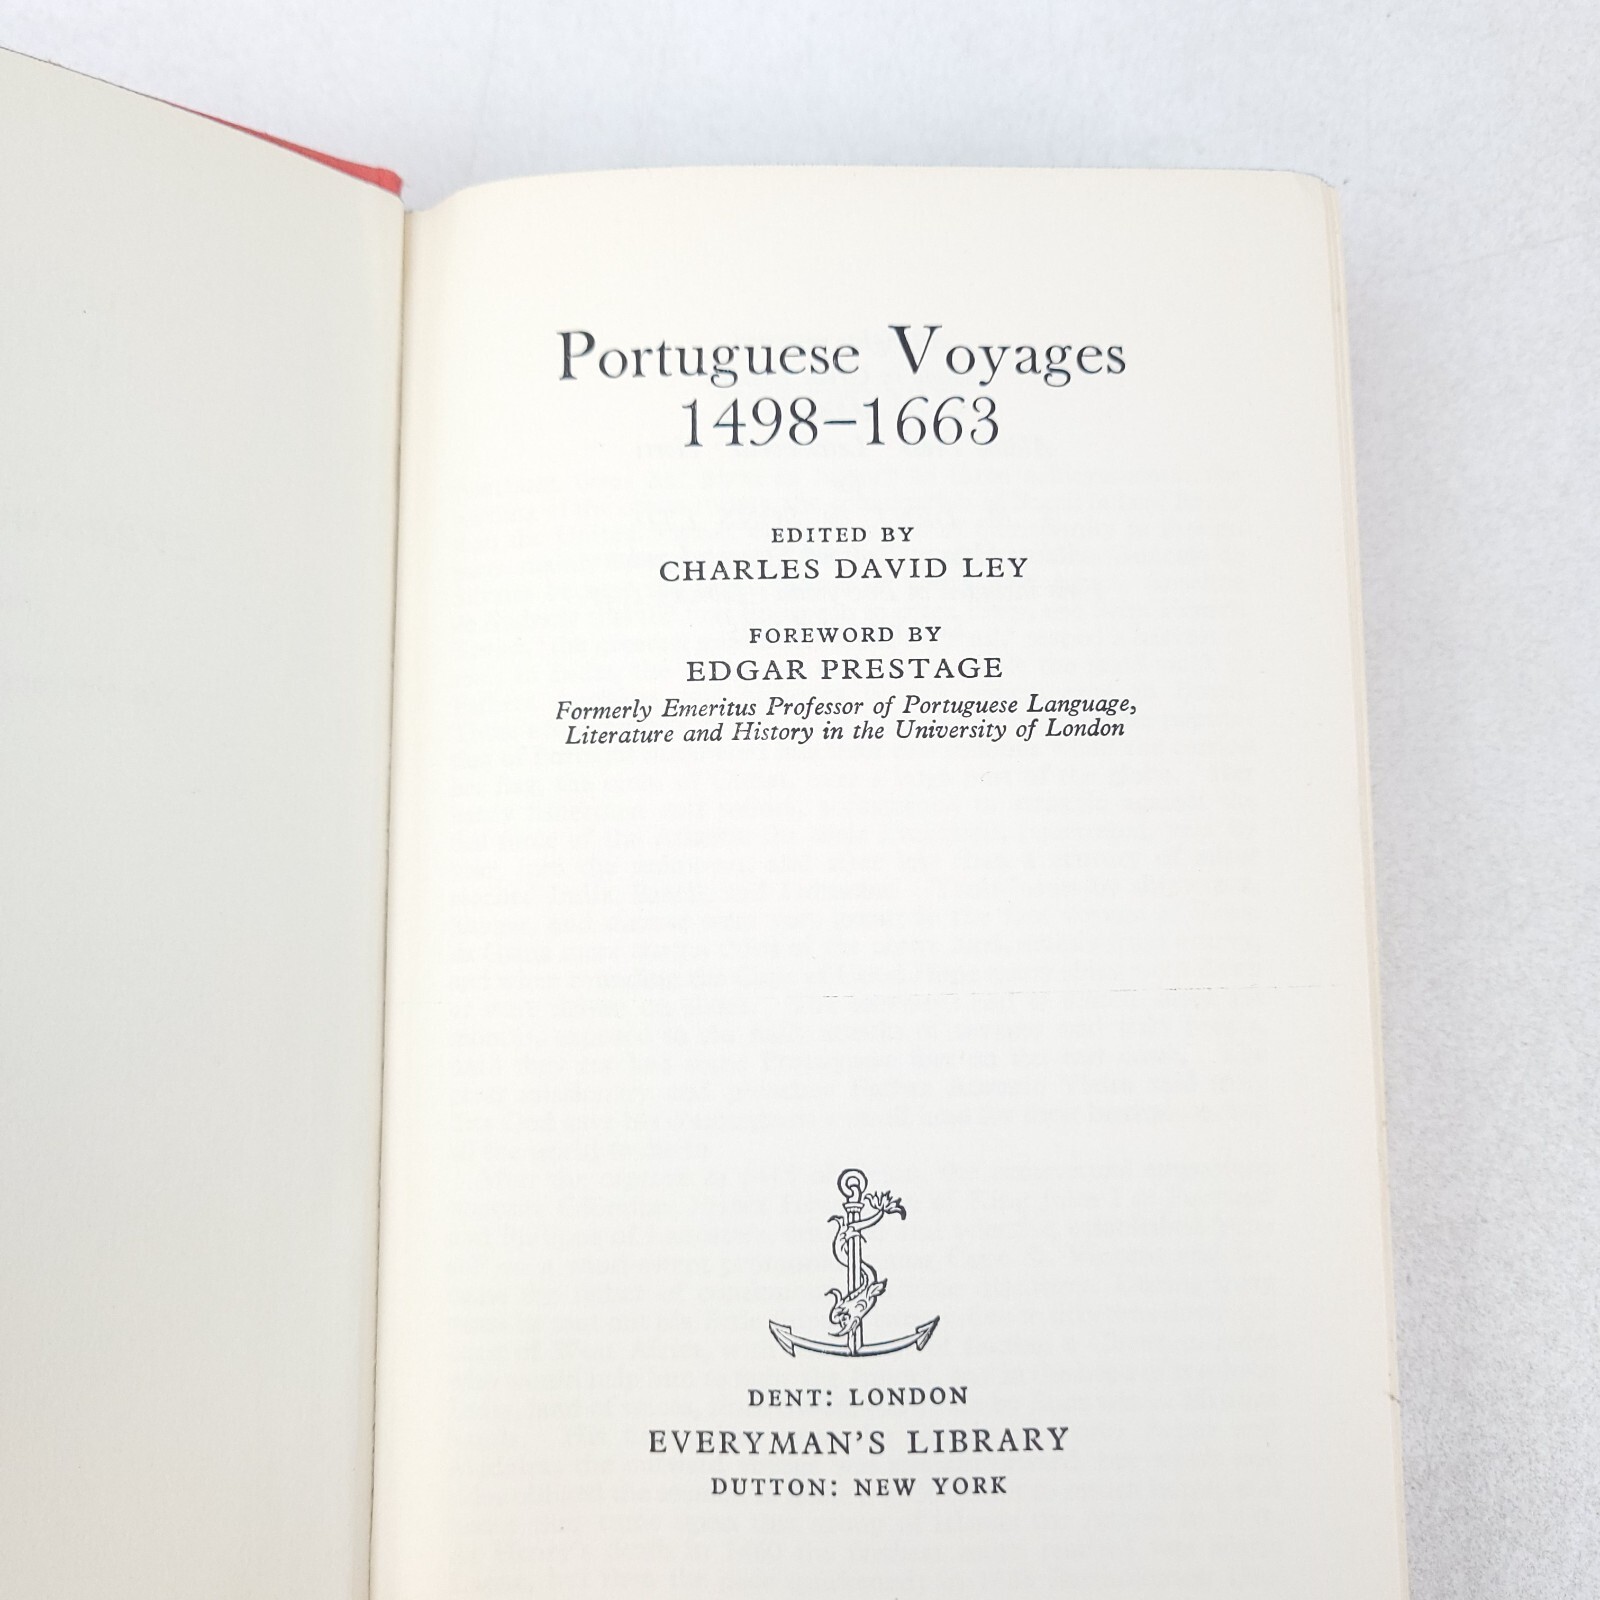 Portuguese Voyages
1498–1663
EDITED BY
CHARLES DAVID LEY
FOREWORD BY
EDGAR PRESTAGE
Formerly Emeritus Professor of Portuguese Language,
Literature and History in the University of London
DENT: LONDON
EVERYMAN'S LIBRARY
DUTTON: NEW YORK